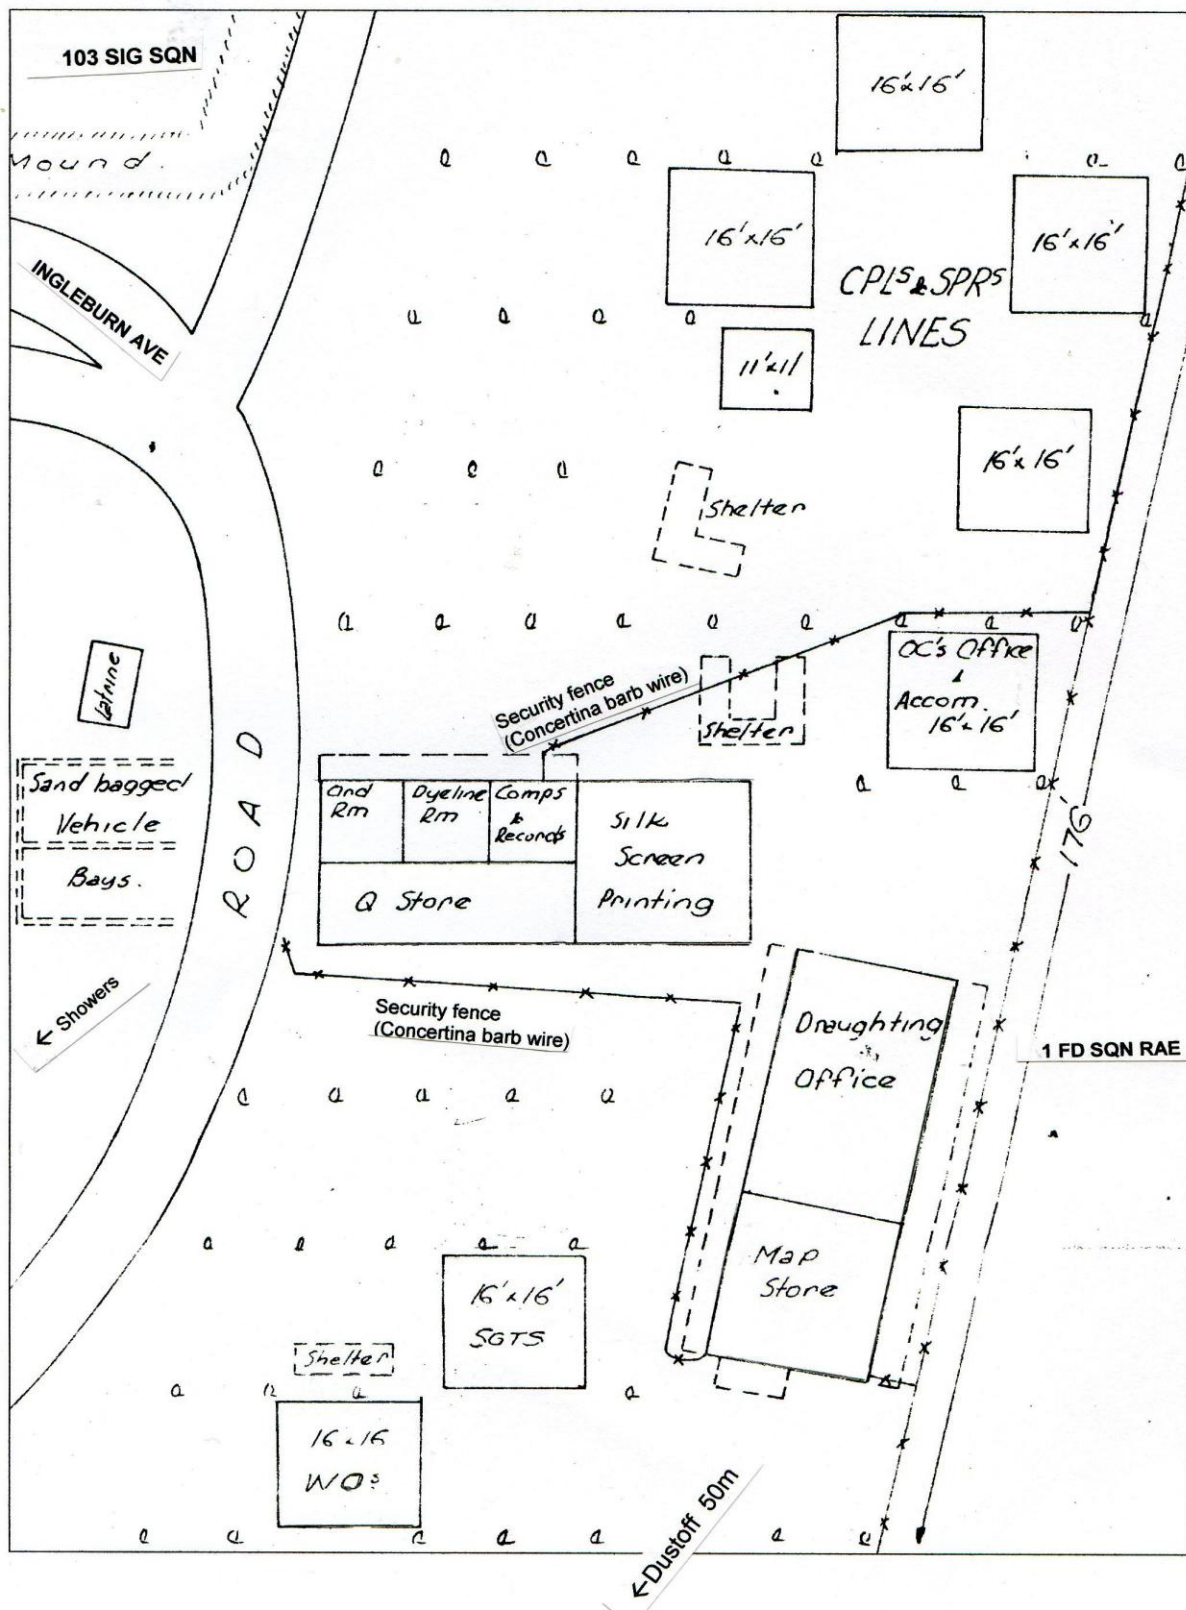 103 SIG SQN
Mound.
INGLEBURN AVE
16'x16'
16'x16'
16'x16'
CPLS & SPRS
LINES
11'x11
16'x16'
Shelter
Latrine
Sand bagged
Vehicle
Bays.
ROAD
← Showers
Security fence
(Concertina barb wire)
Shelter
OC's Office
&
Accom.
16'x16'
176'
Ord
Rm
Dyeline
Rm
Comps
&
Records
Silk
Screen
Printing
Q Store
Security fence
(Concertina barb wire)
Draughting
Office
1 FD SQN RAE
Map
Store
16'x16'
SGTS
Shelter
16x16
WOs
←Dustoff 50m